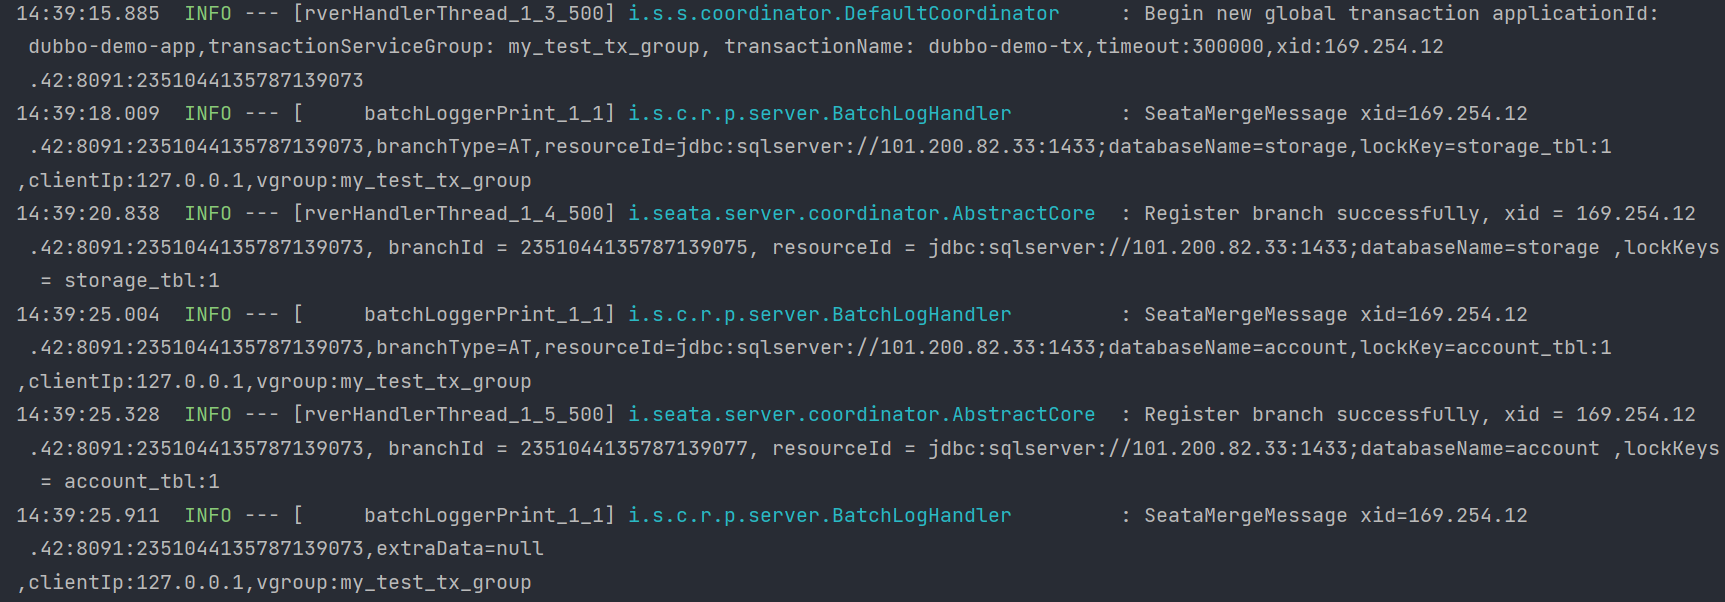 14:39:15.885  INFO --- [rverHandlerThread_1_3_500] i.s.s.coordinator.DefaultCoordinator     : Begin new global transaction applicationId:
 dubbo-demo-app,transactionServiceGroup: my_test_tx_group, transactionName: dubbo-demo-tx,timeout:300000,xid:169.254.12
 .42:8091:2351044135787139073
14:39:18.009  INFO --- [     batchLoggerPrint_1_1] i.s.c.r.p.server.BatchLogHandler         : SeataMergeMessage xid=169.254.12
 .42:8091:2351044135787139073,branchType=AT,resourceId=jdbc:sqlserver://101.200.82.33:1433;databaseName=storage,lockKey=storage_tbl:1
,clientIp:127.0.0.1,vgroup:my_test_tx_group
14:39:20.838  INFO --- [rverHandlerThread_1_4_500] i.seata.server.coordinator.AbstractCore  : Register branch successfully, xid = 169.254.12
 .42:8091:2351044135787139073, branchId = 2351044135787139075, resourceId = jdbc:sqlserver://101.200.82.33:1433;databaseName=storage ,lockKeys
  = storage_tbl:1
14:39:25.004  INFO --- [     batchLoggerPrint_1_1] i.s.c.r.p.server.BatchLogHandler         : SeataMergeMessage xid=169.254.12
 .42:8091:2351044135787139073,branchType=AT,resourceId=jdbc:sqlserver://101.200.82.33:1433;databaseName=account,lockKey=account_tbl:1
,clientIp:127.0.0.1,vgroup:my_test_tx_group
14:39:25.328  INFO --- [rverHandlerThread_1_5_500] i.seata.server.coordinator.AbstractCore  : Register branch successfully, xid = 169.254.12
 .42:8091:2351044135787139073, branchId = 2351044135787139077, resourceId = jdbc:sqlserver://101.200.82.33:1433;databaseName=account ,lockKeys
  = account_tbl:1
14:39:25.911  INFO --- [     batchLoggerPrint_1_1] i.s.c.r.p.server.BatchLogHandler         : SeataMergeMessage xid=169.254.12
 .42:8091:2351044135787139073,extraData=null
,clientIp:127.0.0.1,vgroup:my_test_tx_group